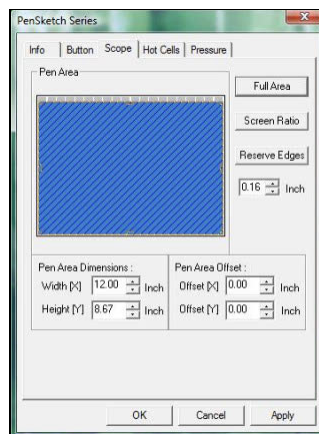 PenSketch Series
Info Button Scope Hot Cells Pressure
Pen Area
Full Area
Screen Ratio
Reserve Edges
0.16 Inch
Pen Area Dimensions :
Width [X] 12.00 Inch
Height [Y] 8.67 Inch
Pen Area Offset :
Offset [X] 0.00 Inch
Offset [Y] 0.00 Inch
OK Cancel Apply